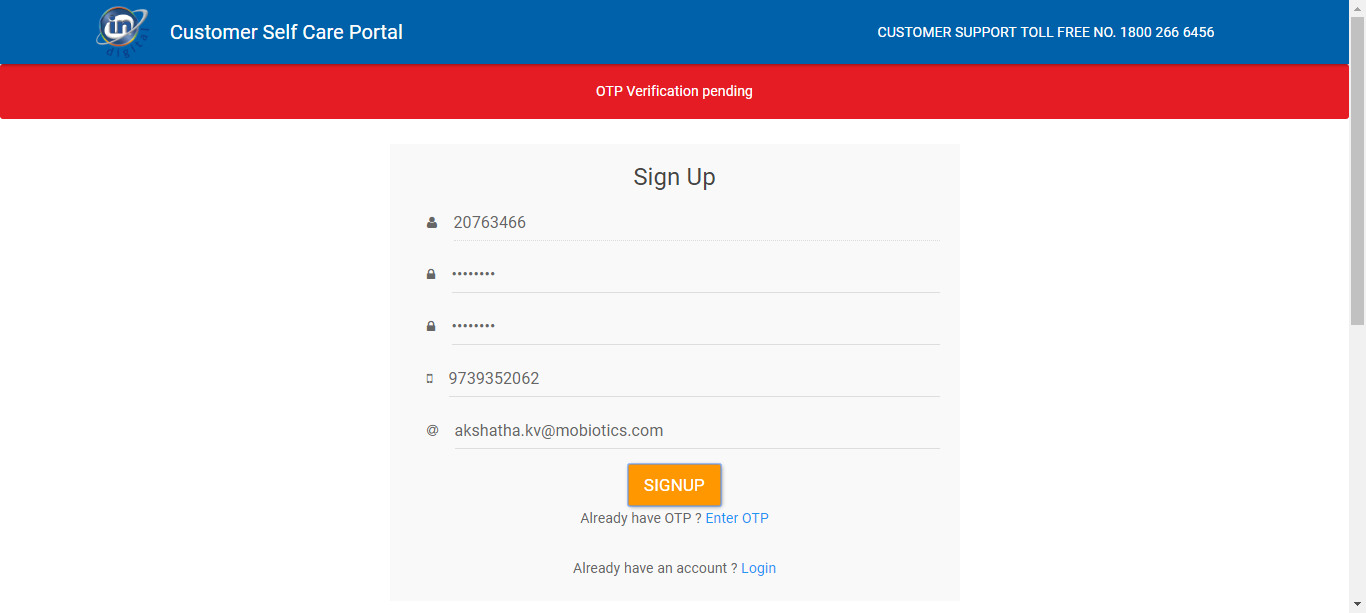 in
digital
Customer Self Care Portal
CUSTOMER SUPPORT TOLL FREE NO. 1800 266 6456
OTP Verification pending
Sign Up
20763466
••••••••
••••••••
9739352062
@ akshatha.kv@mobiotics.com
SIGNUP
Already have OTP ? Enter OTP
Already have an account ? Login